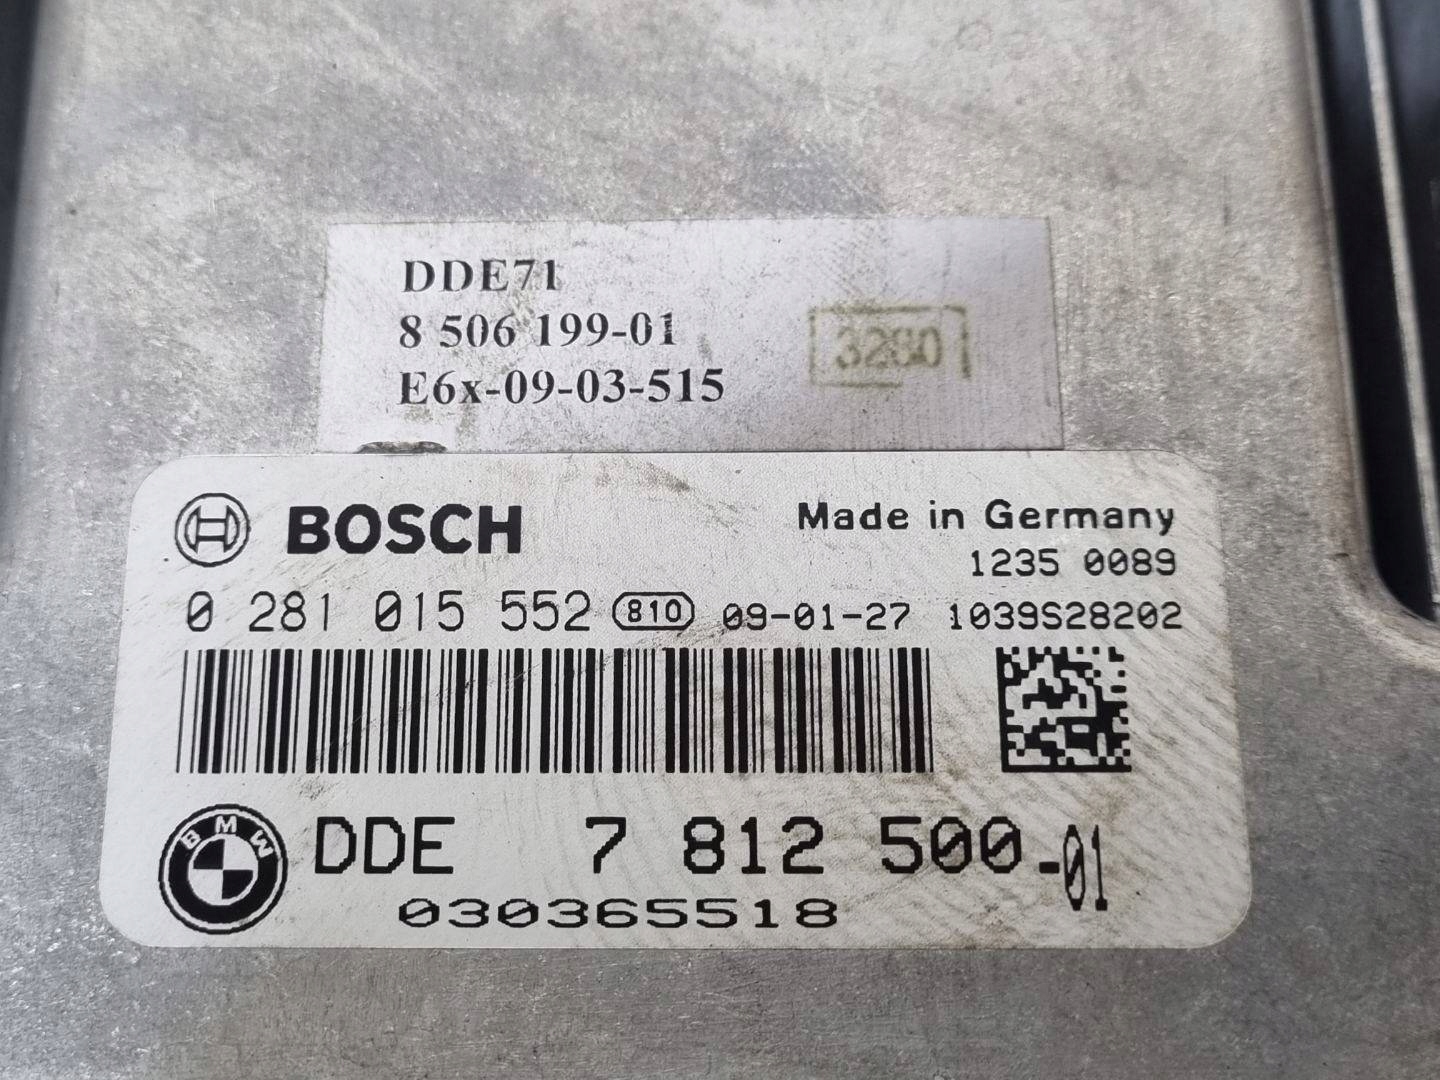 DDE71
8 506 199-01
E6x-09-03-515
3280
BOSCH
Made in Germany
1235 0089
0 281 015 552 810 09-01-27 1039S28202
BMW
DDE 7 812 500-01
030365518